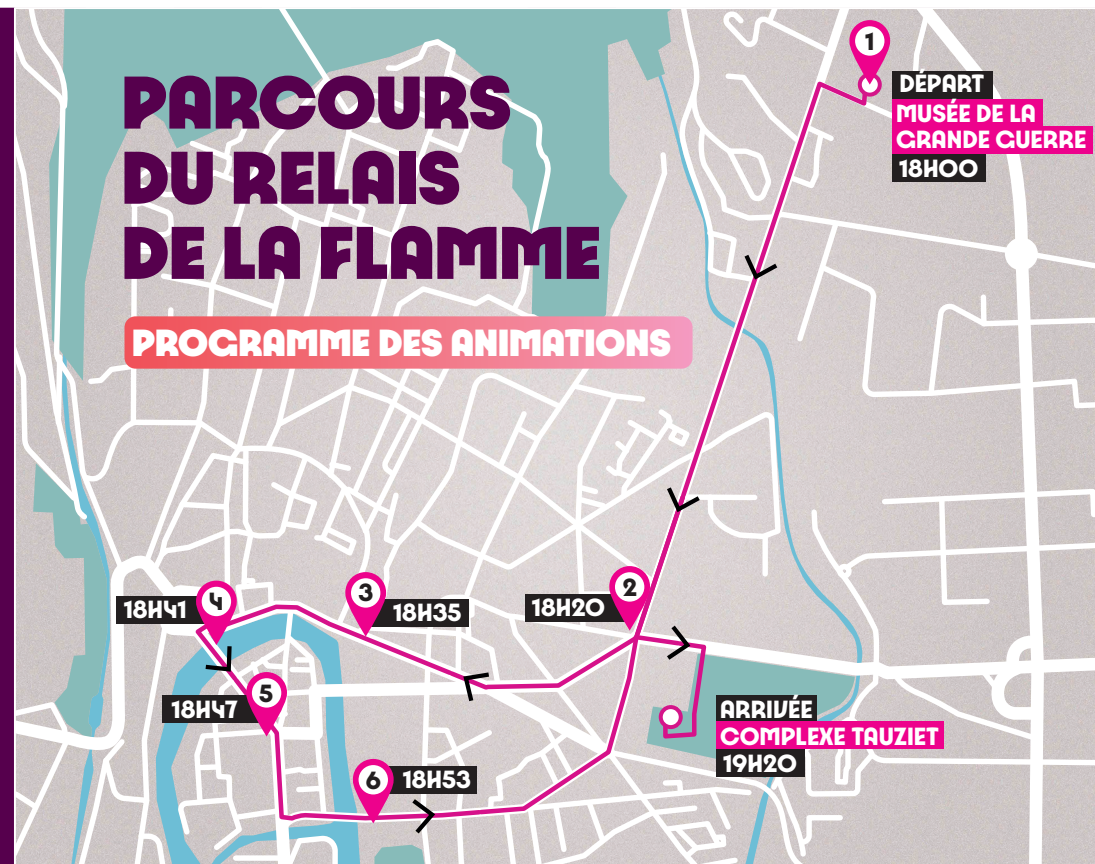 PARCOURS
DU RELAIS
DE LA FLAMME
PROGRAMME DES ANIMATIONS
1
DÉPART
MUSÉE DE LA
GRANDE GUERRE
18H00
2
18H20
3
18H35
4
18H41
5
18H47
6
18H53
ARRIVÉE
COMPLEXE TAUZIET
19H20